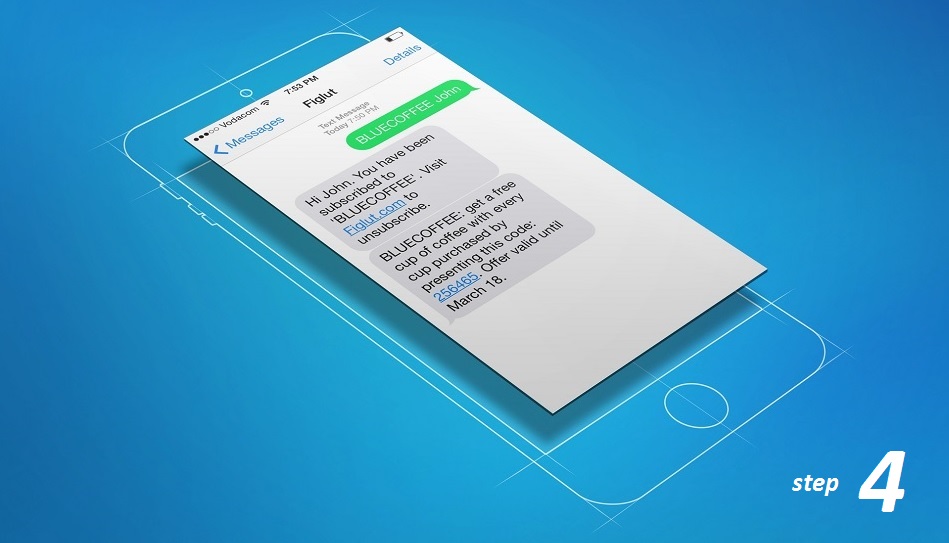 ●●●○○ Vodacom 7:53 PM
Messages Figlut Details
Text Message
Today 7:50 PM
BLUECOFFEE John
Hi John. You have been
subscribed to
'BLUECOFFEE' . Visit
Figlut.com to
unsubscribe.
BLUECOFFEE: get a free
cup of coffee with every
cup purchased by
presenting this code:
256465. Offer valid until
March 18.
step 4